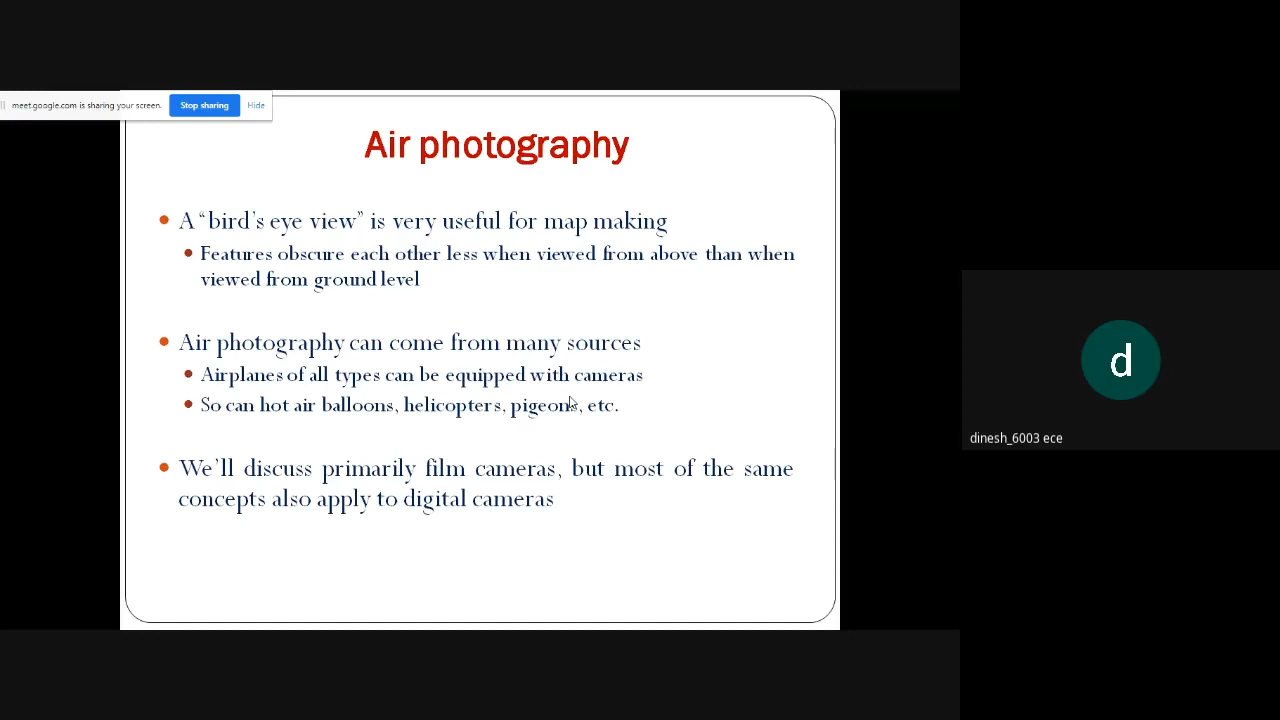 meet.google.com is sharing your screen.
Stop sharing
Hide
Air photography
A “bird’s eye view” is very useful for map making
Features obscure each other less when viewed from above than when
viewed from ground level
Air photography can come from many sources
Airplanes of all types can be equipped with cameras
So can hot air balloons, helicopters, pigeons, etc.
We’ll discuss primarily film cameras, but most of the same
concepts also apply to digital cameras
d
dinesh_6003 ece